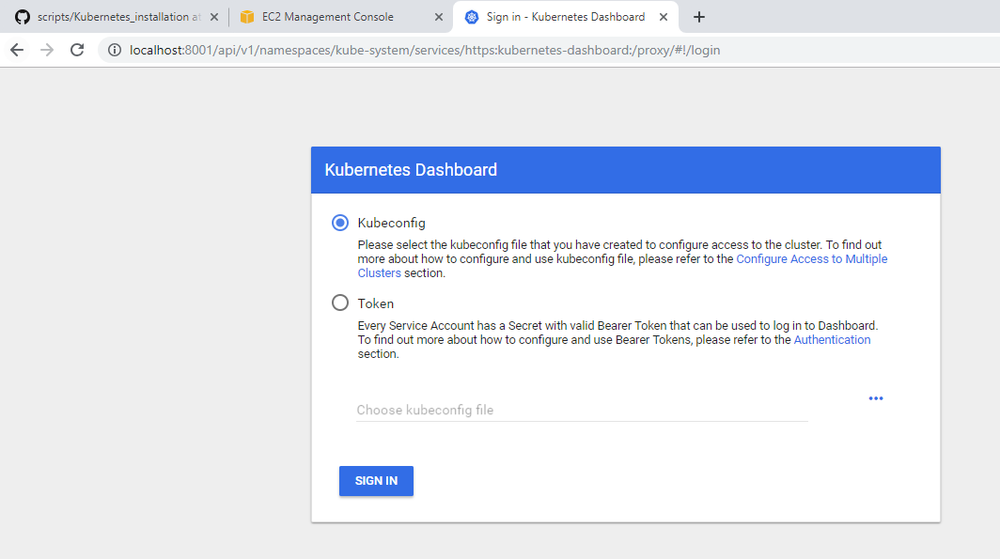 scripts/Kubernetes_installation at
EC2 Management Console
Sign in - Kubernetes Dashboard
localhost:8001/api/v1/namespaces/kube-system/services/https:kubernetes-dashboard:/proxy/#!/login
Kubernetes Dashboard
Kubeconfig
Please select the kubeconfig file that you have created to configure access to the cluster. To find out
more about how to configure and use kubeconfig file, please refer to the Configure Access to Multiple
Clusters section.
Token
Every Service Account has a Secret with valid Bearer Token that can be used to log in to Dashboard.
To find out more about how to configure and use Bearer Tokens, please refer to the Authentication
section.
Choose kubeconfig file
SIGN IN